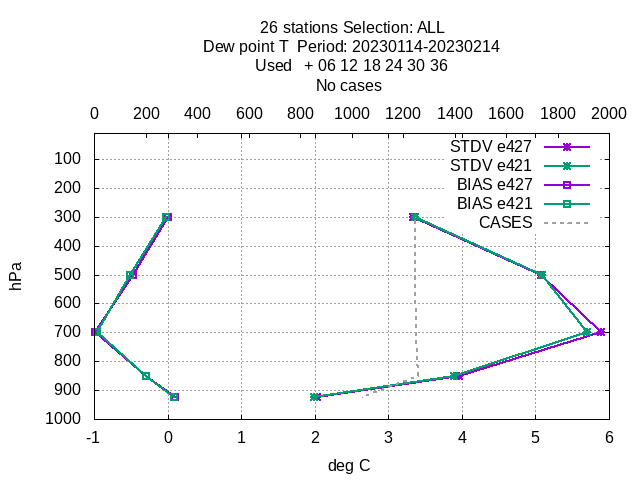 26 stations Selection: ALL
Dew point T  Period: 20230114-20230214
Used   + 06 12 18 24 30 36
No cases
0 200 400 600 800 1000 1200 1400 1600 1800 2000
STDV e427
STDV e421
BIAS e427
BIAS e421
CASES
100
200
300
400
500
600
700
800
900
1000
hPa
-1 0 1 2 3 4 5 6
deg C